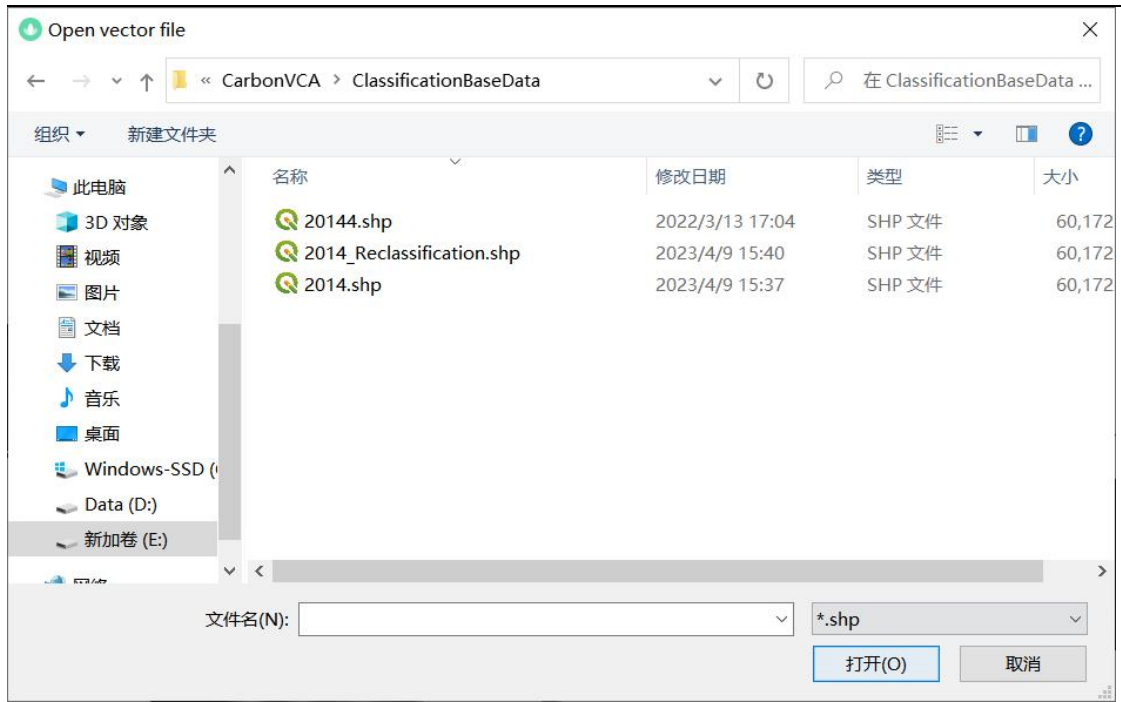 Open vector file
« CarbonVCA > ClassificationBaseData
在 ClassificationBaseData ...
组织
新建文件夹
名称 修改日期 类型 大小
20144.shp 2022/3/13 17:04 SHP 文件 60,172
2014_Reclassification.shp 2023/4/9 15:40 SHP 文件 60,172
2014.shp 2023/4/9 15:37 SHP 文件 60,172
此电脑
3D 对象
视频
图片
文档
下载
音乐
桌面
Windows-SSD (
Data (D:)
新加卷 (E:)
文件名(N):
*.shp
打开(O) 取消